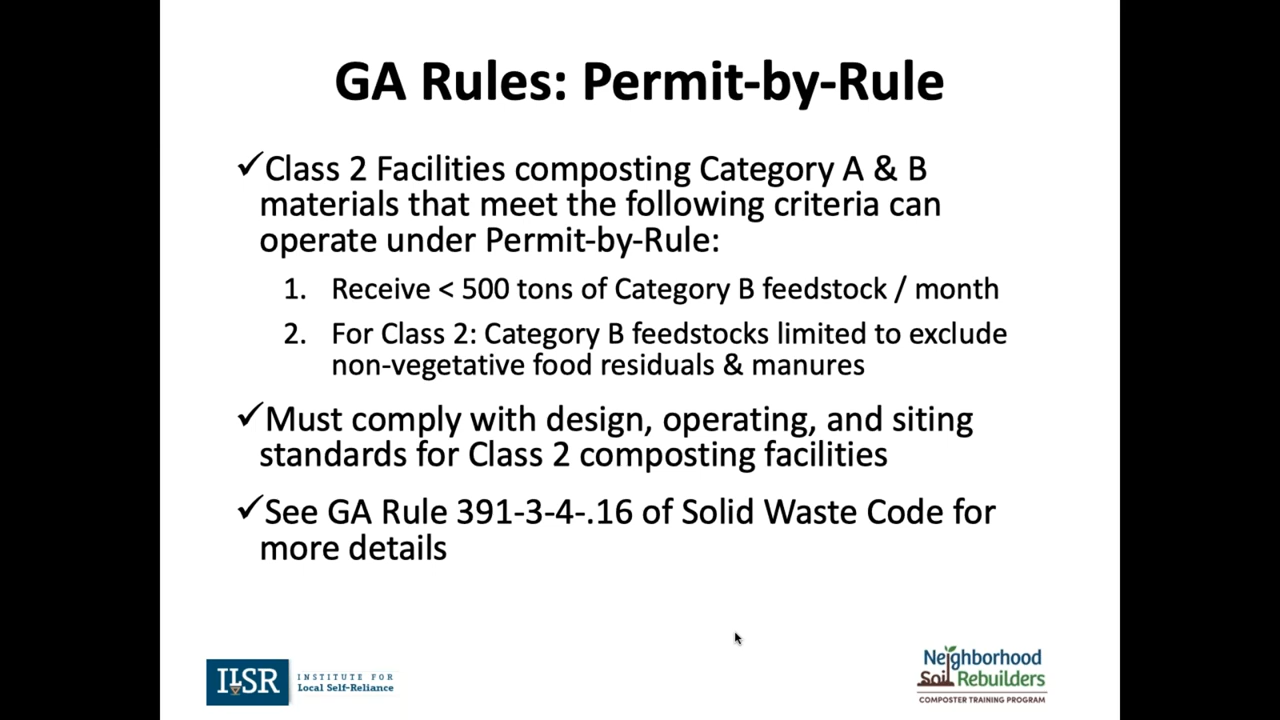 GA Rules: Permit-by-Rule
✓Class 2 Facilities composting Category A & B
materials that meet the following criteria can
operate under Permit-by-Rule:
1. Receive < 500 tons of Category B feedstock / month
2. For Class 2: Category B feedstocks limited to exclude
non-vegetative food residuals & manures
✓Must comply with design, operating, and siting
standards for Class 2 composting facilities
✓See GA Rule 391-3-4-.16 of Solid Waste Code for
more details
ILSR
INSTITUTE FOR
Local Self-Reliance
Neighborhood
Soil Rebuilders
COMPOSTER TRAINING PROGRAM